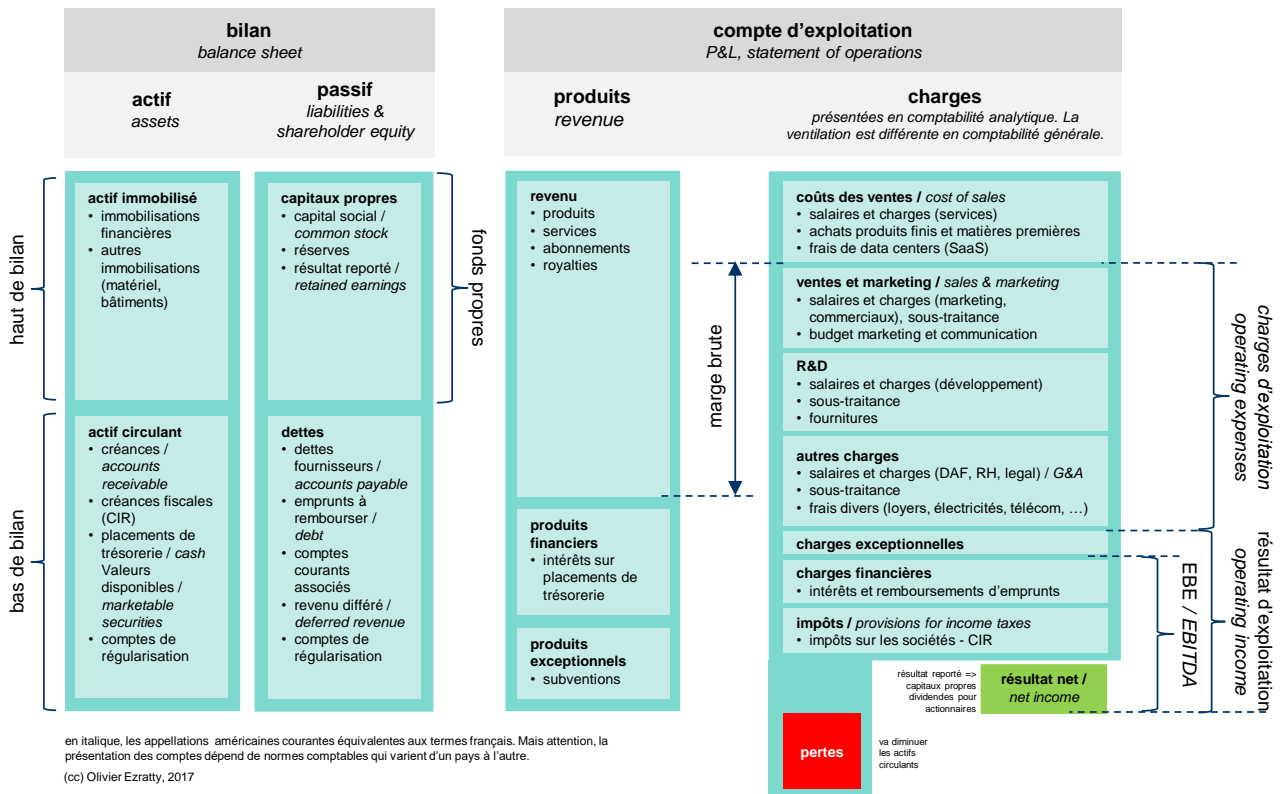 bilan
balance sheet
compte d’exploitation
P&L, statement of operations
actif
assets
passif
liabilities &
shareholder equity
produits
revenue
charges
présentées en comptabilité analytique. La
ventilation est différente en comptabilité générale.
haut de bilan
actif immobilisé
• immobilisations
financières
• autres
immobilisations
(matériel,
bâtiments)
capitaux propres
• capital social /
common stock
• réserves
• résultat reporté /
retained earnings
fonds propres
bas de bilan
actif circulant
• créances /
accounts
receivable
• créances fiscales
(CIR)
• placements de
trésorerie / cash
Valeurs
disponibles /
marketable
securities
• comptes de
régularisation
dettes
• dettes
fournisseurs /
accounts payable
• emprunts à
rembourser /
debt
• comptes
courants
associés
• revenu différé /
deferred revenue
• comptes de
régularisation
revenu
• produits
• services
• abonnements
• royalties
produits
financiers
• intérêts sur
placements de
trésorerie
produits
exceptionnels
• subventions
marge brute
coûts des ventes / cost of sales
• salaires et charges (services)
• achats produits finis et matières premières
• frais de data centers (SaaS)
ventes et marketing / sales & marketing
• salaires et charges (marketing,
commerciaux), sous-traitance
• budget marketing et communication
R&D
• salaires et charges (développement)
• sous-traitance
• fournitures
autres charges
• salaires et charges (DAF, RH, legal) / G&A
• sous-traitance
• frais divers (loyers, électricités, télécom, …)
charges exceptionnelles
charges financières
• intérêts et remboursements d’emprunts
impôts / provisions for income taxes
• impôts sur les sociétés - CIR
charges d’exploitation
operating expenses
EBE / EBITDA
résultat d’exploitation
operating income
résultat reporté =>
capitaux propres
dividendes pour
actionnaires
résultat net /
net income
pertes
va diminuer
les actifs
circulants
en italique, les appellations américaines courantes équivalentes aux termes français. Mais attention, la
présentation des comptes dépend de normes comptables qui varient d’un pays à l’autre.
(cc) Olivier Ezratty, 2017